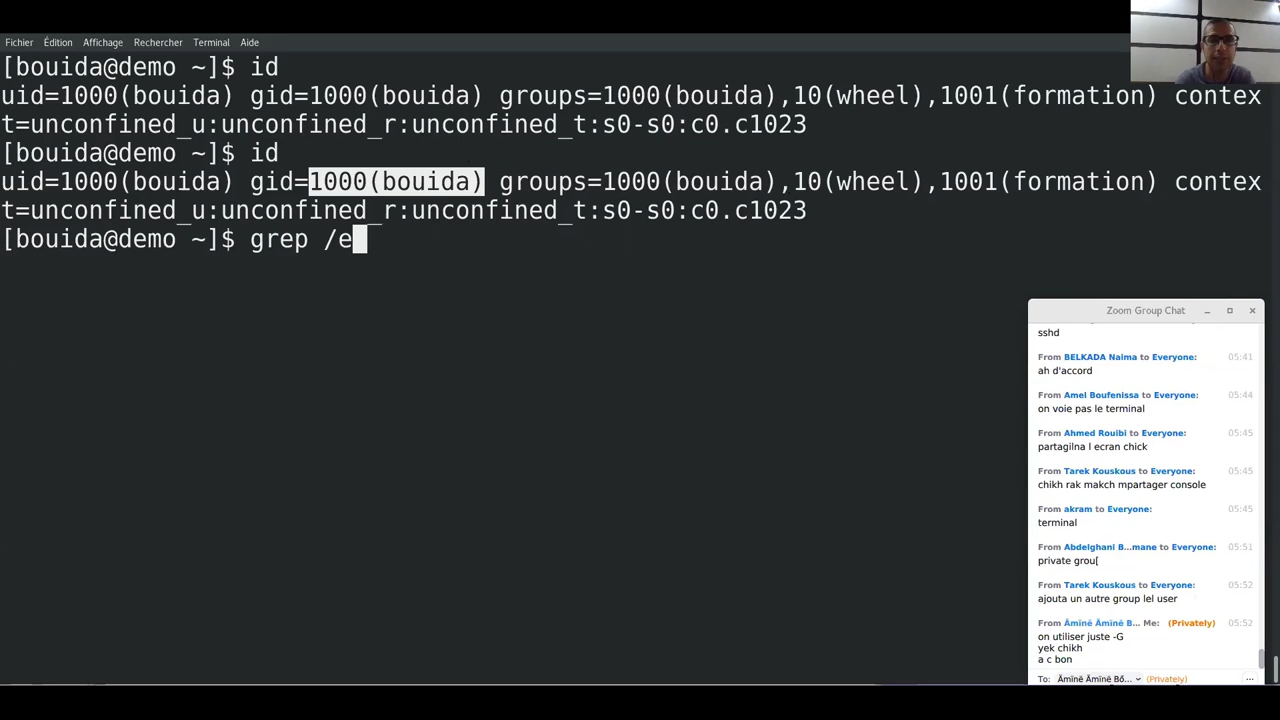 Fichier Édition Affichage Rechercher Terminal Aide
[bouida@demo ~]$ id
uid=1000(bouida) gid=1000(bouida) groups=1000(bouida),10(wheel),1001(formation) contex
t=unconfined_u:unconfined_r:unconfined_t:s0-s0:c0.c1023
[bouida@demo ~]$ id
uid=1000(bouida) gid=1000(bouida) groups=1000(bouida),10(wheel),1001(formation) contex
t=unconfined_u:unconfined_r:unconfined_t:s0-s0:c0.c1023
[bouida@demo ~]$ grep /e
Zoom Group Chat
sshd
From BELKADA Naima to Everyone: 05:41
ah d'accord
From Amel Boufenissa to Everyone: 05:44
on voie pas le terminal
From Ahmed Rouibi to Everyone: 05:45
partagilna l ecran chick
From Tarek Kouskous to Everyone: 05:45
chikh rak makch mpartager console
From akram to Everyone: 05:45
terminal
From Abdelghani B...mane to Everyone: 05:51
private grou[
From Tarek Kouskous to Everyone: 05:52
ajouta un autre group lel user
From Āmīnē Āmīnē B... Me: (Privately) 05:52
on utiliser juste -G
yek chikh
a c bon
To: Āmīnē Āmīnē Bő... (Privately) ...